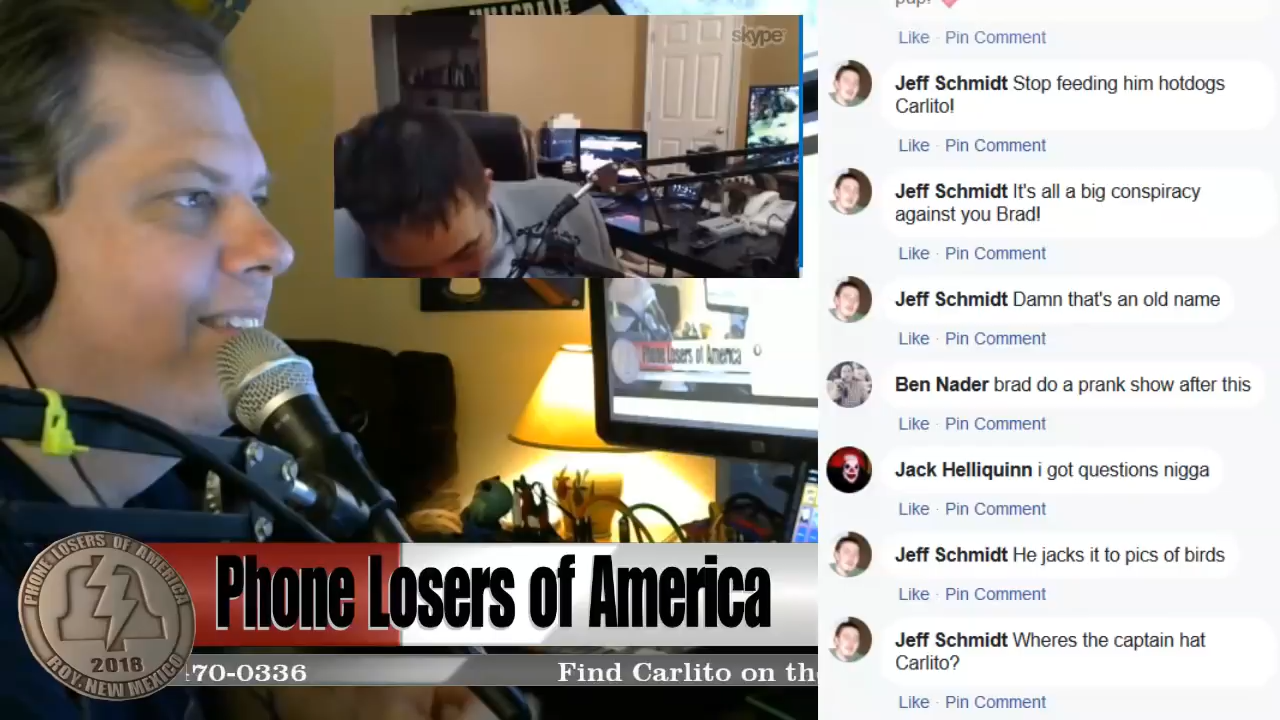 HILLSDALE
skype
Phone Losers of America
PHONE LOSERS OF AMERICA
2018
ROY, NEW MEXICO
Phone Losers of America
470-0336
Find Carlito on th
pup!
Like · Pin Comment
Jeff Schmidt Stop feeding him hotdogs
Carlito!
Like · Pin Comment
Jeff Schmidt It's all a big conspiracy
against you Brad!
Like · Pin Comment
Jeff Schmidt Damn that's an old name
Like · Pin Comment
Ben Nader brad do a prank show after this
Like · Pin Comment
Jack Helliquinn i got questions nigga
Like · Pin Comment
Jeff Schmidt He jacks it to pics of birds
Like · Pin Comment
Jeff Schmidt Wheres the captain hat
Carlito?
Like · Pin Comment